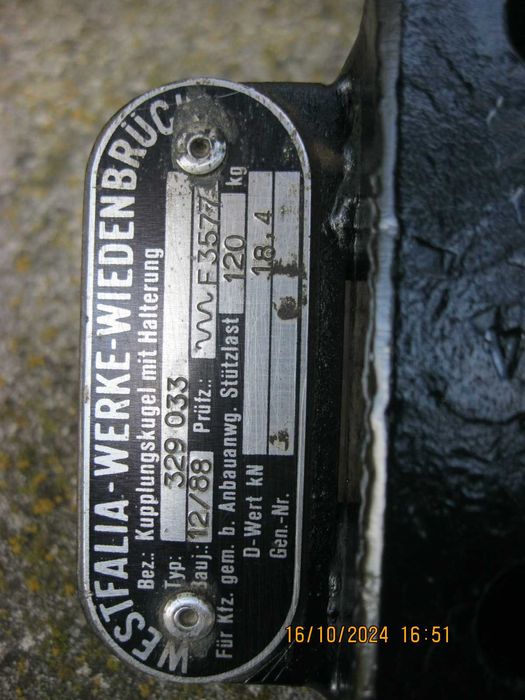 WESTFALIA-WERKE-WIEDENBRÜCK
Bez.: Kupplungskugel mit Halterung
Typ: 329 033
Bauj.: 12/88 Prüfz.: F3577
Für Kfz. gem. b. Anbauanwg. Stützlast 120 kg
D-Wert kN 18,4
Gen.-Nr.
16/10/2024 16:51